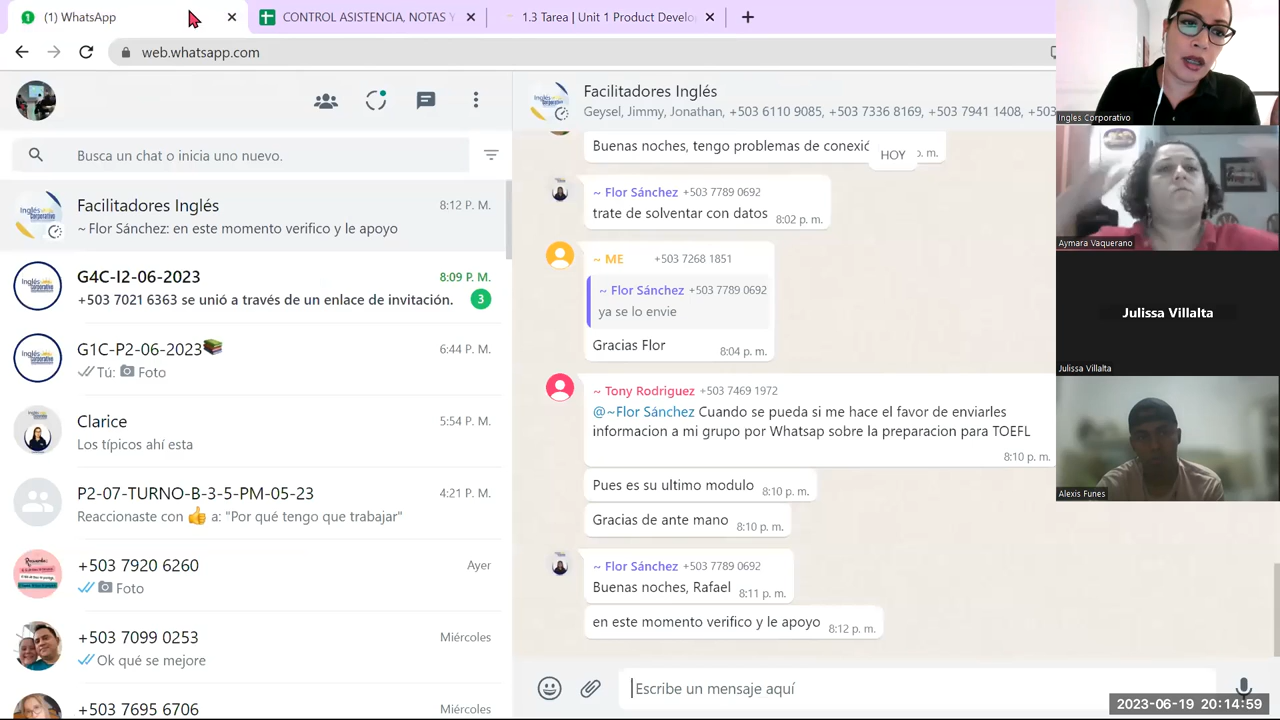 (1) WhatsApp
CONTROL ASISTENCIA. NOTAS
1.3 Tarea | Unit 1 Product Develo
web.whatsapp.com
Busca un chat o inicia uno nuevo.
Facilitadores Inglés 8:12 P. M.
~ Flor Sánchez: en este momento verifico y le apoyo
G4C-I2-06-2023 8:09 P. M.
+503 7021 6363 se unió a través de un enlace de invitación. 3
G1C-P2-06-2023 6:44 P. M.
Tú: Foto
Clarice 5:54 P. M.
Los típicos ahí esta
P2-07-TURNO-B-3-5-PM-05-23 4:21 P. M.
Reaccionaste con 👍 a: "Por qué tengo que trabajar"
+503 7920 6260 Ayer
Foto
+503 7099 0253 Miércoles
Ok qué se mejore
+503 7695 6706 Miércoles
Facilitadores Inglés
Geysel, Jimmy, Jonathan, +503 6110 9085, +503 7336 8169, +503 7941 1408, +503
Buenas noches, tengo problemas de conexió
HOY
p. m.
~ Flor Sánchez +503 7789 0692
trate de solventar con datos 8:02 p. m.
~ ME +503 7268 1851
~ Flor Sánchez +503 7789 0692
ya se lo envie
Gracias Flor 8:04 p. m.
~ Tony Rodriguez +503 7469 1972
@~Flor Sánchez Cuando se pueda si me hace el favor de enviarles
informacion a mi grupo por Whatsap sobre la preparacion para TOEFL
8:10 p. m.
Pues es su ultimo modulo 8:10 p. m.
Gracias de ante mano 8:10 p. m.
~ Flor Sánchez +503 7789 0692
Buenas noches, Rafael 8:11 p. m.
en este momento verifico y le apoyo 8:12 p. m.
Escribe un mensaje aquí
Ingles Corporativo
Aymara Vaquerano
Julissa Villalta
Julissa Villalta
Alexis Funes
2023-06-19 20:14:59